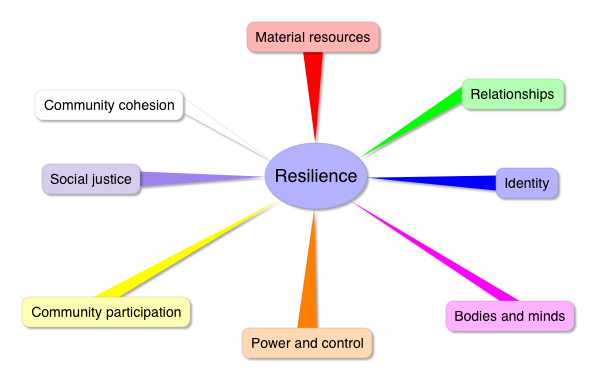 Material resources
Relationships
Community cohesion
Resilience
Social justice
Identity
Community participation
Bodies and minds
Power and control